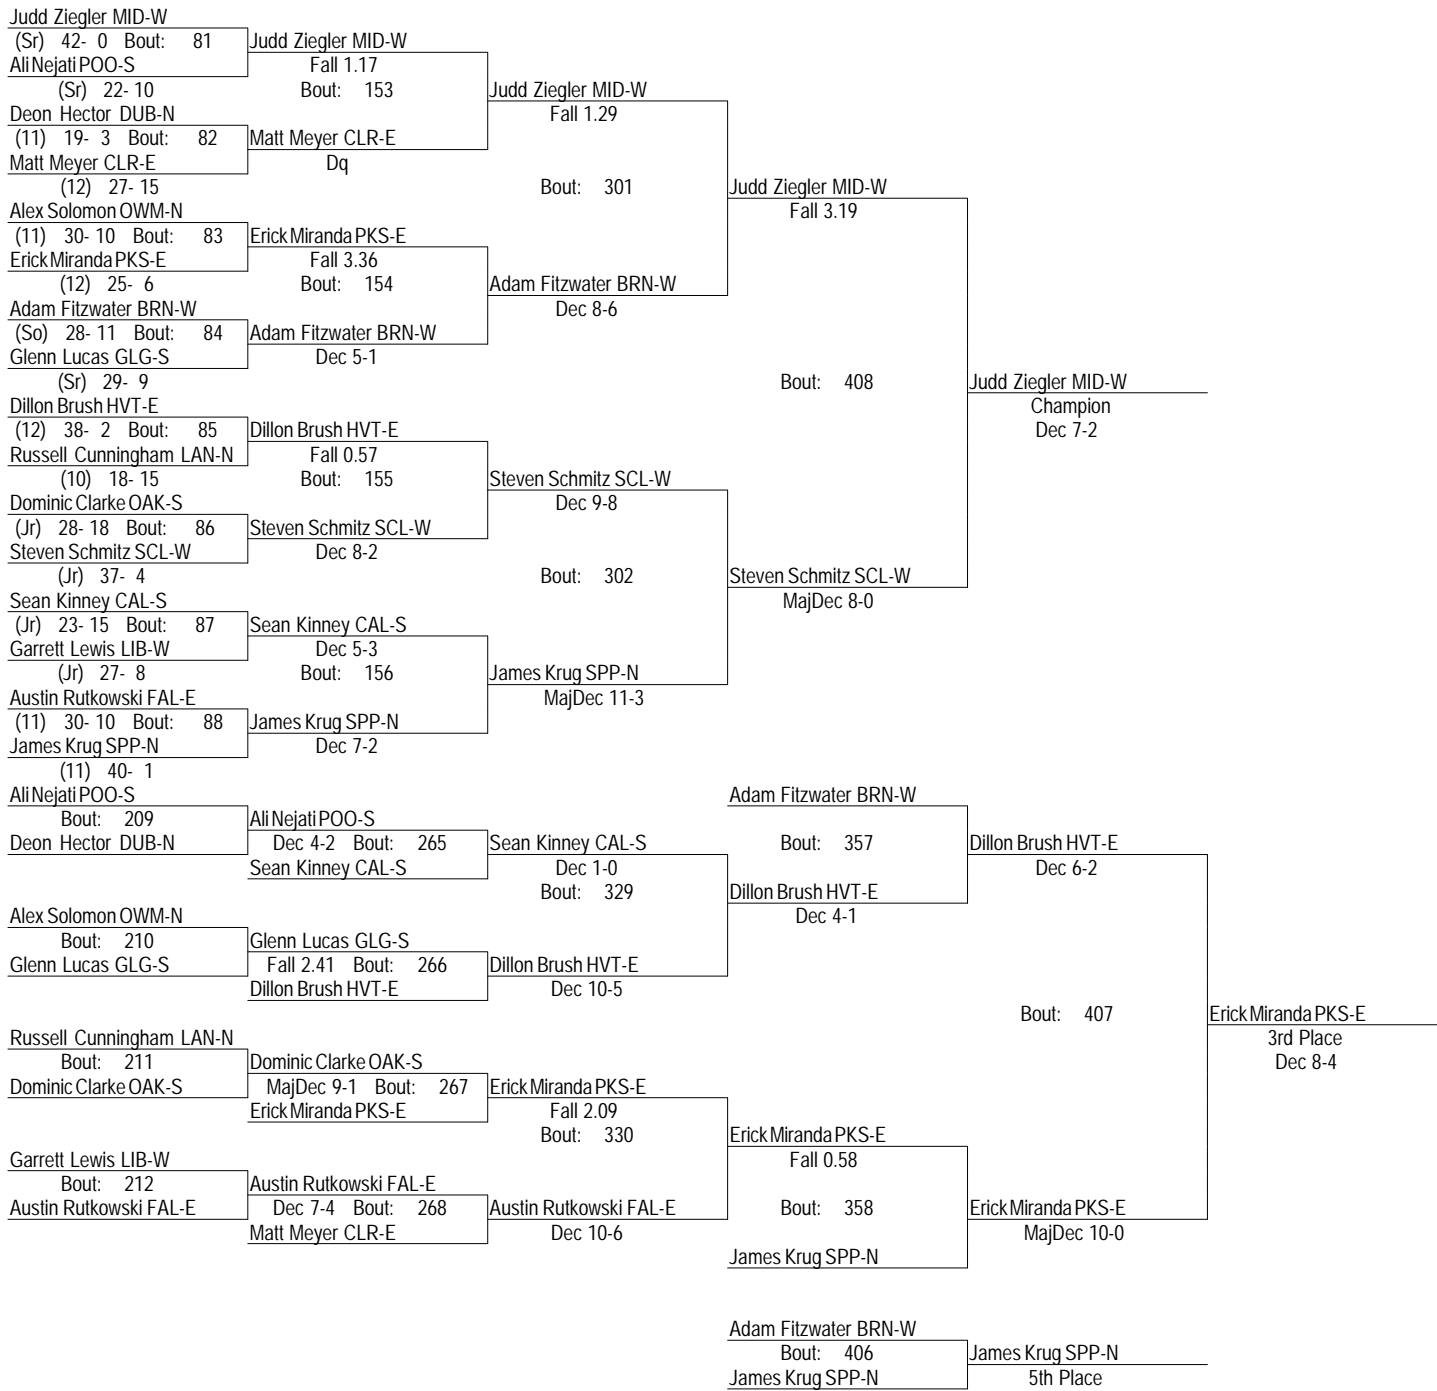 Judd Ziegler MID-W
(Sr) 42- 0 Bout: 81
Judd Ziegler MID-W
Ali Nejati POO-S
Fall 1.17
(Sr) 22- 10
Bout: 153
Judd Ziegler MID-W
Deon Hector DUB-N
Fall 1.29
(11) 19- 3 Bout: 82
Matt Meyer CLR-E
Matt Meyer CLR-E
Dq
(12) 27- 15
Bout: 301
Judd Ziegler MID-W
Alex Solomon OWM-N
Fall 3.19
(11) 30- 10 Bout: 83
Erick Miranda PKS-E
Erick Miranda PKS-E
Fall 3.36
(12) 25- 6
Bout: 154
Adam Fitzwater BRN-W
Adam Fitzwater BRN-W
Dec 8-6
(So) 28- 11 Bout: 84
Adam Fitzwater BRN-W
Glenn Lucas GLG-S
Dec 5-1
(Sr) 29- 9
Bout: 408
Judd Ziegler MID-W
Dillon Brush HVT-E
Champion
(12) 38- 2 Bout: 85
Dillon Brush HVT-E
Dec 7-2
Russell Cunningham LAN-N
Fall 0.57
(10) 18- 15
Bout: 155
Steven Schmitz SCL-W
Dominic Clarke OAK-S
Dec 9-8
(Jr) 28- 18 Bout: 86
Steven Schmitz SCL-W
Steven Schmitz SCL-W
Dec 8-2
(Jr) 37- 4
Bout: 302
Steven Schmitz SCL-W
Sean Kinney CAL-S
MajDec 8-0
(Jr) 23- 15 Bout: 87
Sean Kinney CAL-S
Garrett Lewis LIB-W
Dec 5-3
(Jr) 27- 8
Bout: 156
James Krug SPP-N
Austin Rutkowski FAL-E
MajDec 11-3
(11) 30- 10 Bout: 88
James Krug SPP-N
James Krug SPP-N
Dec 7-2
(11) 40- 1
Ali Nejati POO-S
Adam Fitzwater BRN-W
Bout: 209
Ali Nejati POO-S
Deon Hector DUB-N
Dec 4-2 Bout: 265
Sean Kinney CAL-S
Bout: 357
Dillon Brush HVT-E
Sean Kinney CAL-S
Dec 1-0
Dec 6-2
Bout: 329
Dillon Brush HVT-E
Alex Solomon OWM-N
Dec 4-1
Bout: 210
Glenn Lucas GLG-S
Glenn Lucas GLG-S
Fall 2.41 Bout: 266
Dillon Brush HVT-E
Dillon Brush HVT-E
Dec 10-5
Bout: 407
Erick Miranda PKS-E
Russell Cunningham LAN-N
3rd Place
Bout: 211
Dominic Clarke OAK-S
Dec 8-4
Dominic Clarke OAK-S
MajDec 9-1 Bout: 267
Erick Miranda PKS-E
Erick Miranda PKS-E
Fall 2.09
Bout: 330
Erick Miranda PKS-E
Garrett Lewis LIB-W
Fall 0.58
Bout: 212
Austin Rutkowski FAL-E
Austin Rutkowski FAL-E
Dec 7-4 Bout: 268
Austin Rutkowski FAL-E
Bout: 358
Erick Miranda PKS-E
Matt Meyer CLR-E
Dec 10-6
MajDec 10-0
James Krug SPP-N
Adam Fitzwater BRN-W
Bout: 406
James Krug SPP-N
James Krug SPP-N
5th Place